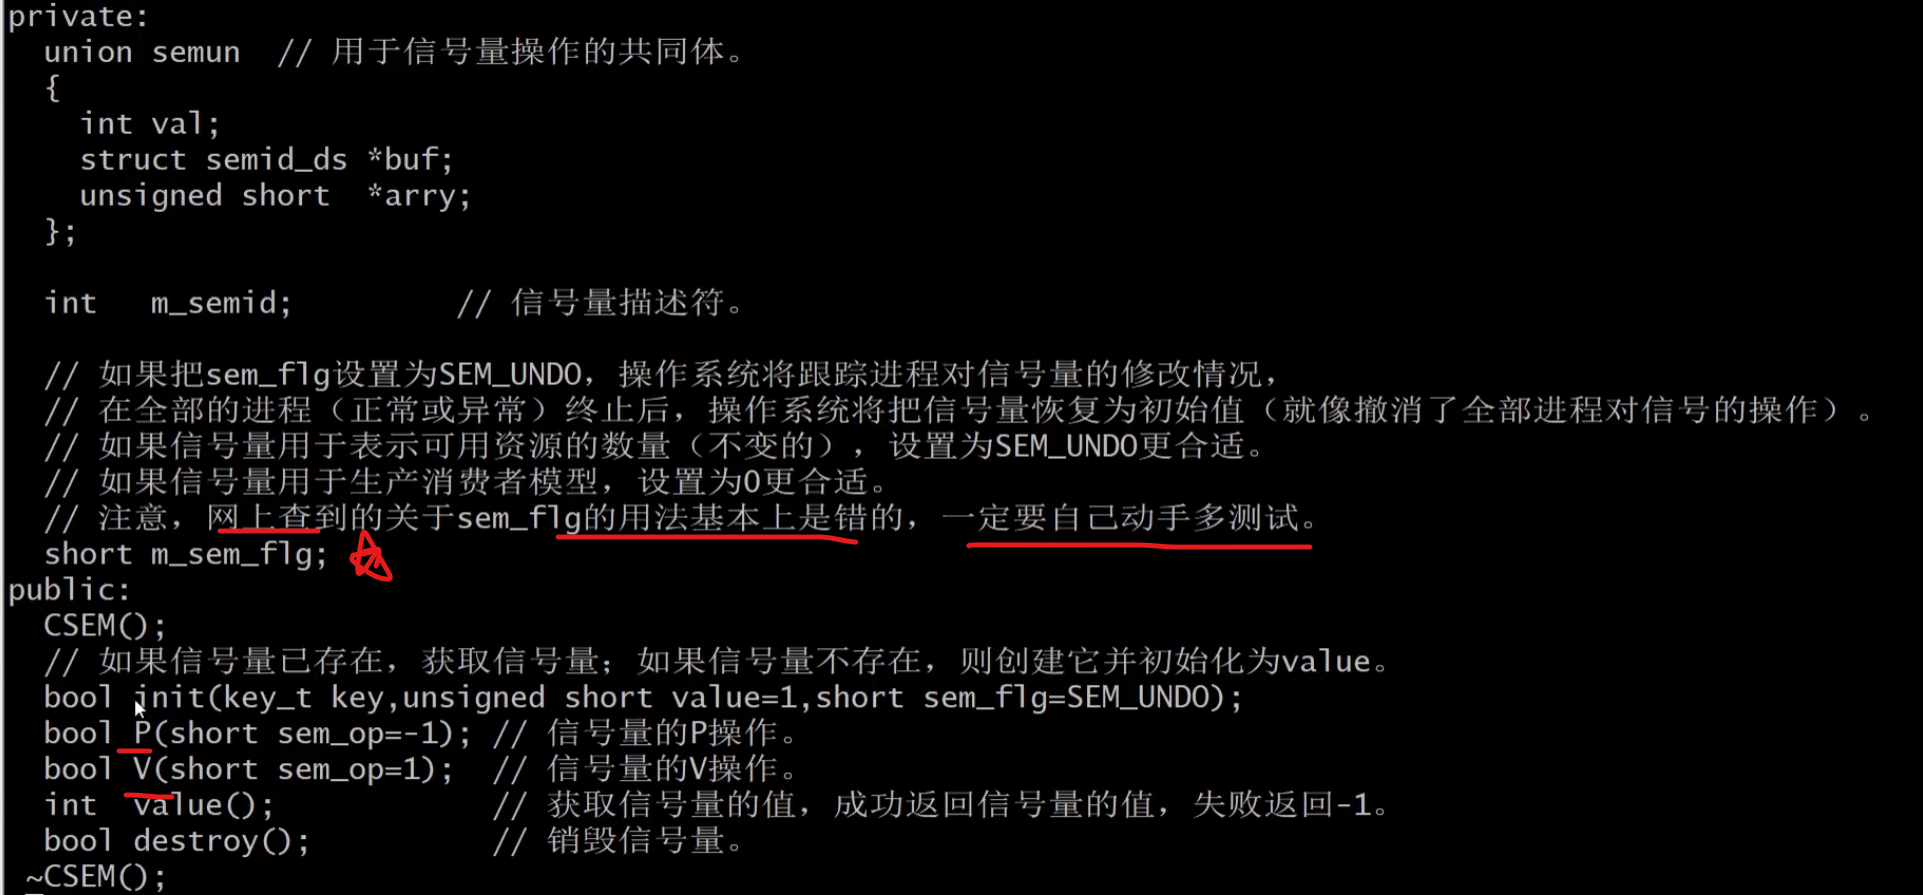 private:
  union semun  // 用于信号量操作的共同体。
  {
    int val;
    struct semid_ds *buf;
    unsigned short  *arry;
  };
  int   m_semid;         // 信号量描述符。
  // 如果把sem_flg设置为SEM_UNDO，操作系统将跟踪进程对信号量的修改情况，
  // 在全部的进程（正常或异常）终止后，操作系统将把信号量恢复为初始值（就像撤消了全部进程对信号的操作）。
  // 如果信号量用于表示可用资源的数量（不变的），设置为SEM_UNDO更合适。
  // 如果信号量用于生产消费者模型，设置为0更合适。
  // 注意，网上查到的关于sem_flg的用法基本上是错的，一定要自己动手多测试。
  short m_sem_flg;
public:
  CSEM();
  // 如果信号量已存在，获取信号量；如果信号量不存在，则创建它并初始化为value。
  bool init(key_t key,unsigned short value=1,short sem_flg=SEM_UNDO);
  bool P(short sem_op=-1); // 信号量的P操作。
  bool V(short sem_op=1);  // 信号量的V操作。
  int  value();            // 获取信号量的值，成功返回信号量的值，失败返回-1。
  bool destroy();          // 销毁信号量。
 ~CSEM();